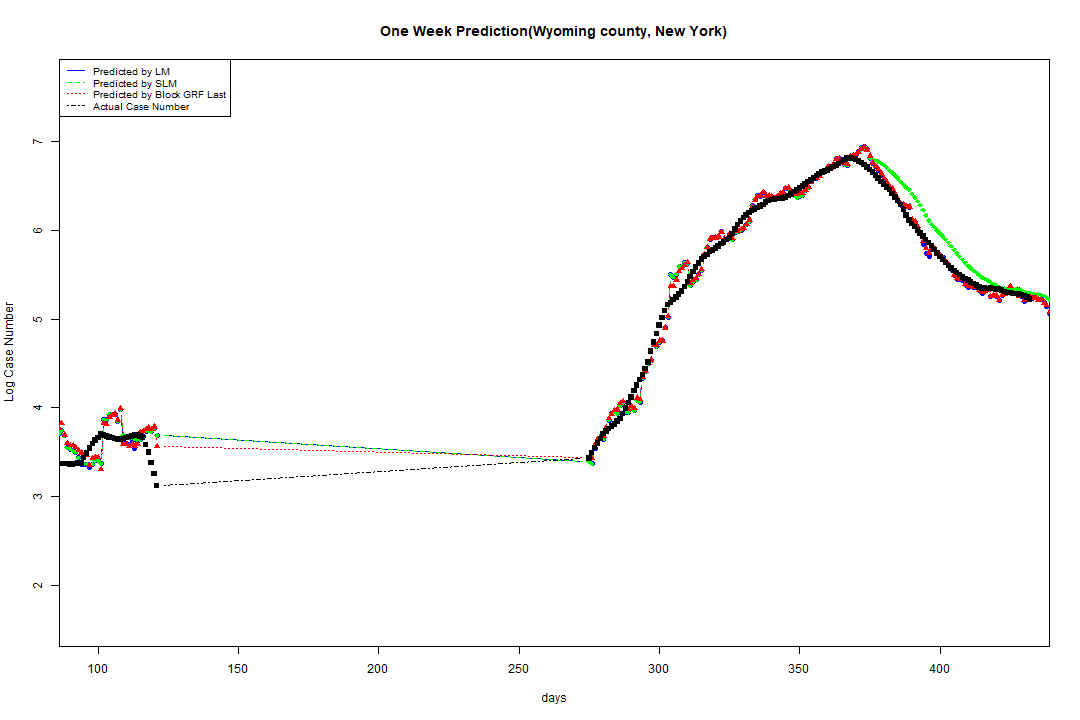 One Week Prediction(Wyoming county, New York)
Predicted by LM
Predicted by SLM
Predicted by Block GRF Last
Actual Case Number
Log Case Number
7
6
5
4
3
2
100 150 200 250 300 350 400
days